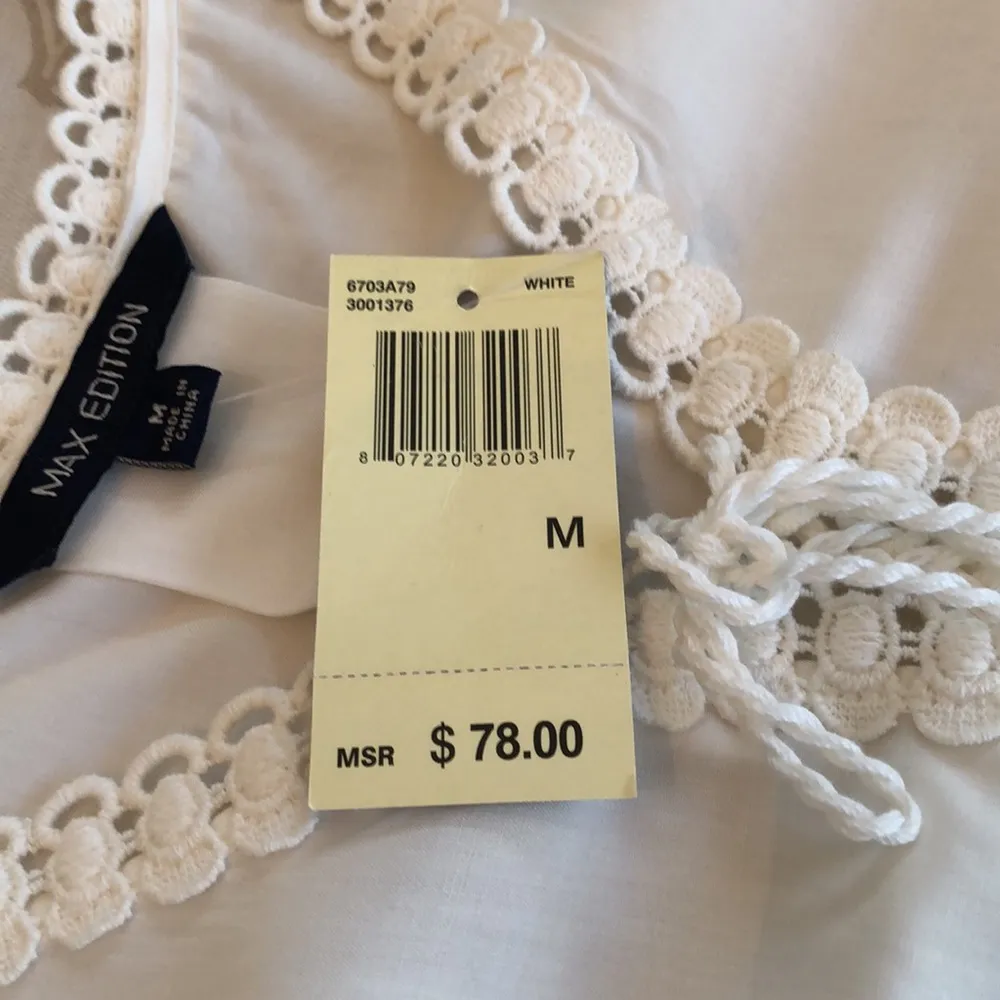 MAX EDITION
M
MADE IN
CHINA
6703A79 WHITE
3001376
8 07220 32003 7
M
MSR $ 78.00